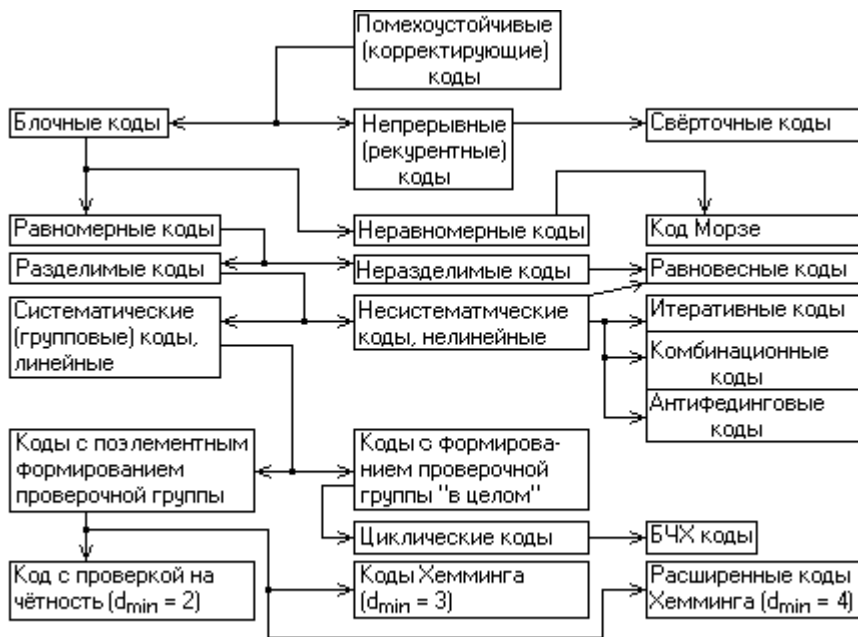 Помехоустойчивые
(корректирующие)
коды
Блочные коды
Непрерывные
(рекурентные)
коды
Свёрточные коды
Равномерные коды
Неравномерные коды
Код Морзе
Разделимые коды
Неразделимые коды
Равновесные коды
Систематические
(групповые) коды,
линейные
Несистематмческие
коды, нелинейные
Итеративные коды
Комбинационные
коды
Антифединговые
коды
Коды с поэлементным
формированием
проверочной группы
Коды с формирова-
нием проверочной
группы "в целом"
Циклические коды
БЧХ коды
Код с проверкой на
чётность (dmin = 2)
Коды Хемминга
(dmin = 3)
Расширенные коды
Хемминга (dmin = 4)